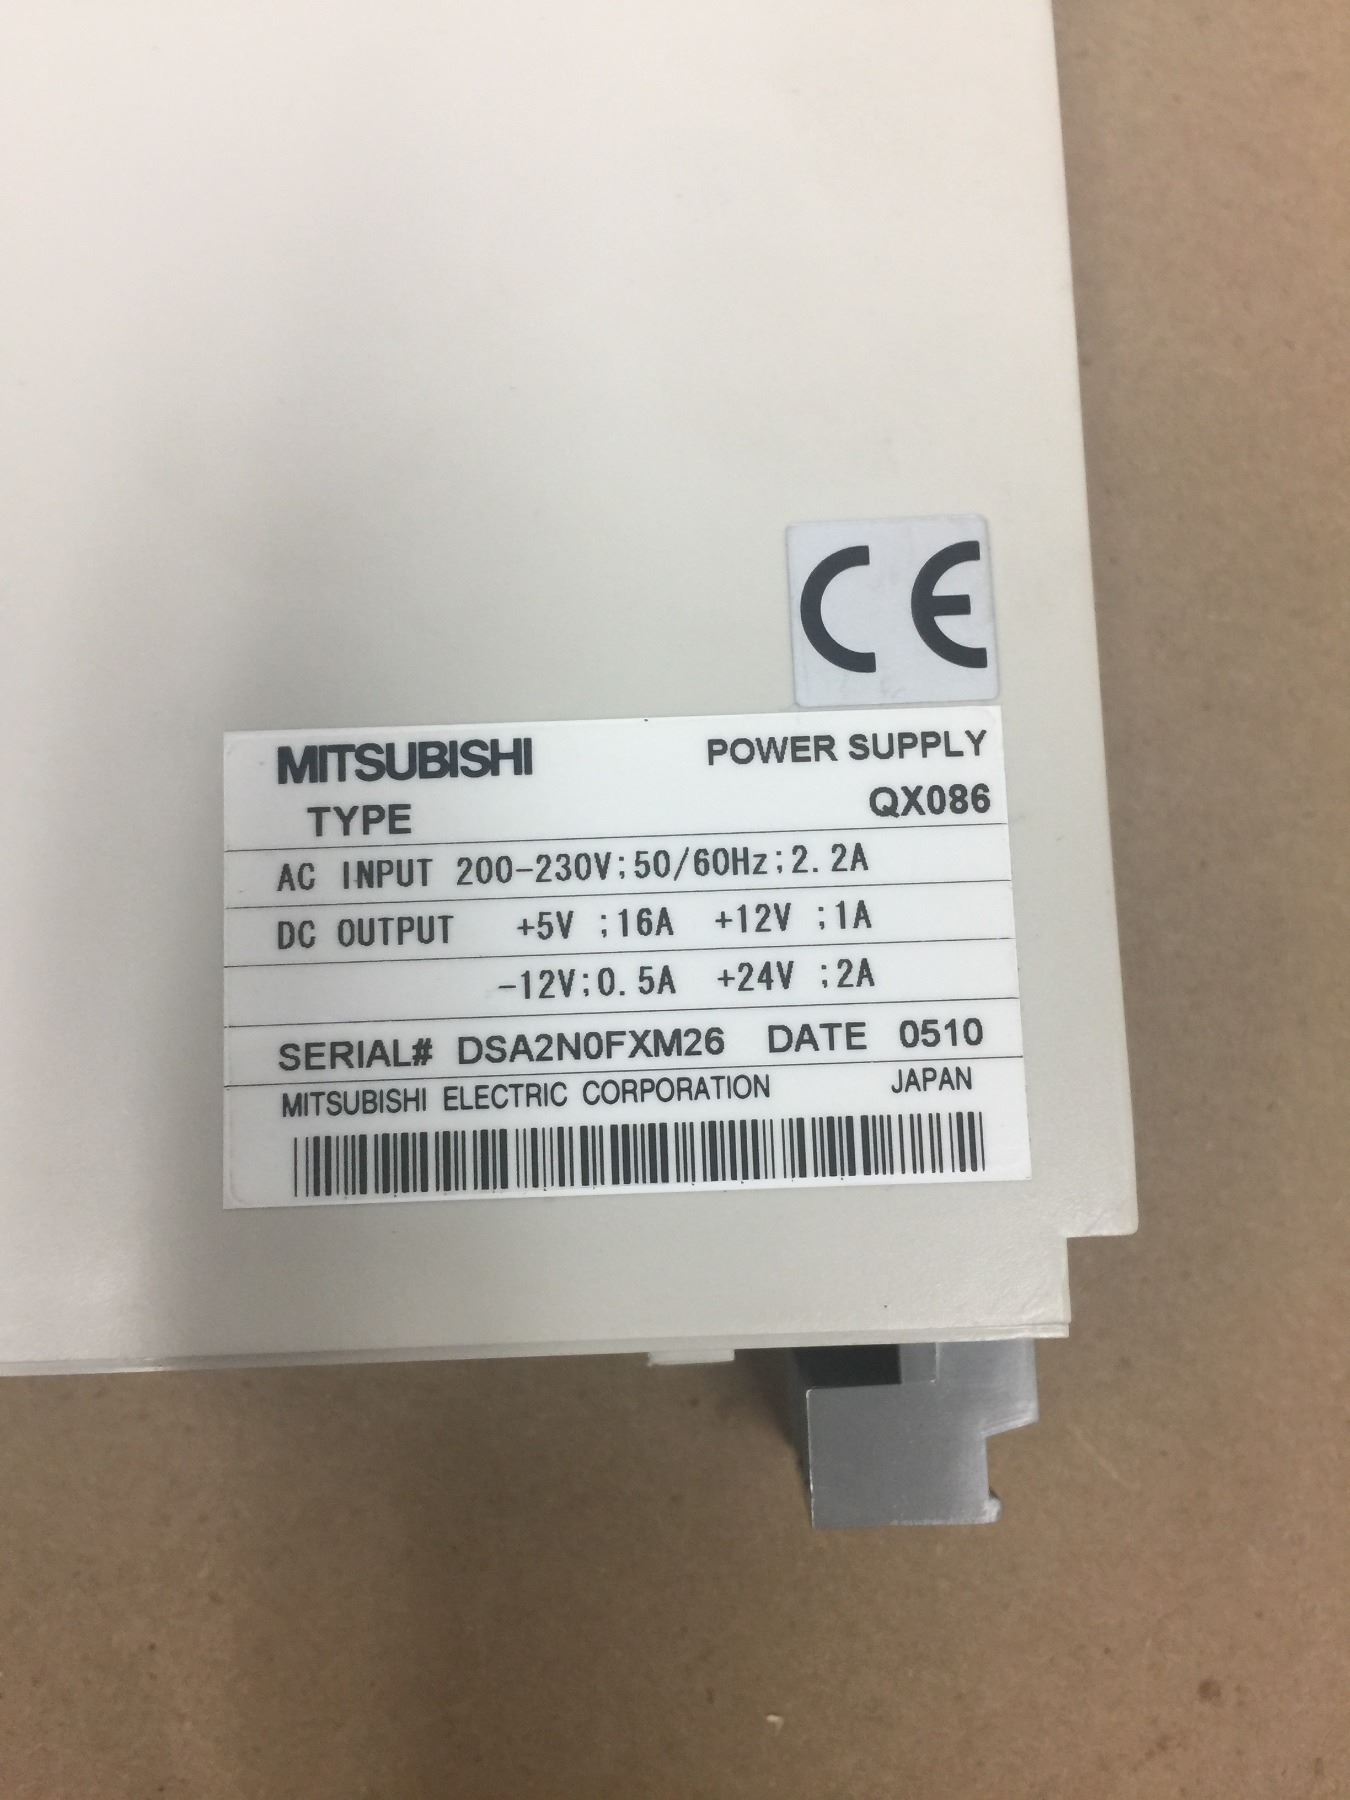 CE
MITSUBISHI POWER SUPPLY
TYPE QX086
AC INPUT 200-230V;50/60Hz;2.2A
DC OUTPUT +5V ;16A +12V ;1A
-12V;0.5A +24V ;2A
SERIAL# DSA2N0FXM26 DATE 0510
MITSUBISHI ELECTRIC CORPORATION JAPAN